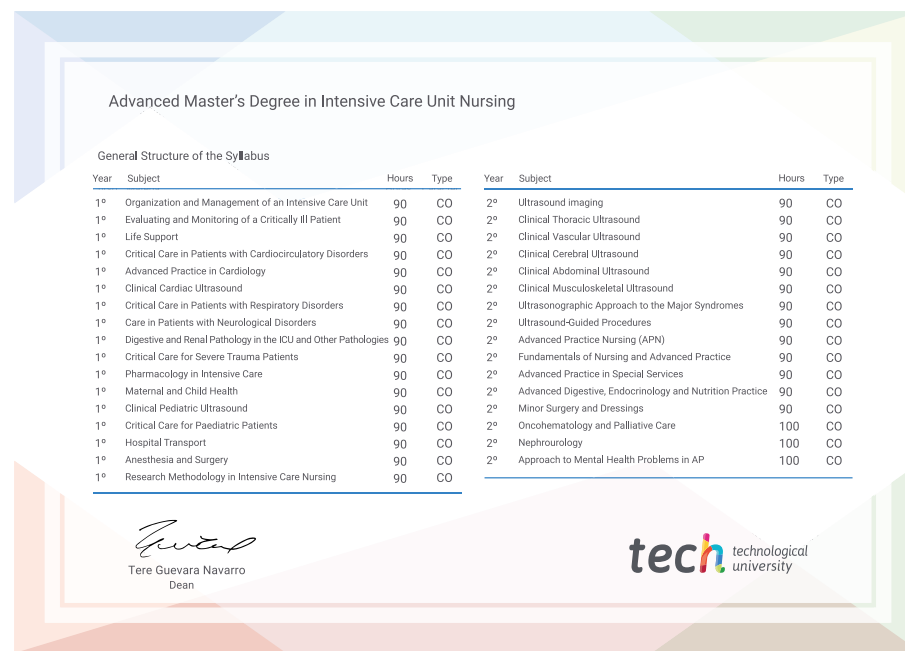 Advanced Master's Degree in Intensive Care Unit Nursing
General Structure of the Syllabus
Year Subject Hours Type
1º Organization and Management of an Intensive Care Unit 90 CO
1º Evaluating and Monitoring of a Critically Ill Patient 90 CO
1º Life Support 90 CO
1º Critical Care in Patients with Cardiocirculatory Disorders 90 CO
1º Advanced Practice in Cardiology 90 CO
1º Clinical Cardiac Ultrasound 90 CO
1º Critical Care in Patients with Respiratory Disorders 90 CO
1º Care in Patients with Neurological Disorders 90 CO
1º Digestive and Renal Pathology in the ICU and Other Pathologies 90 CO
1º Critical Care for Severe Trauma Patients 90 CO
1º Pharmacology in Intensive Care 90 CO
1º Maternal and Child Health 90 CO
1º Clinical Pediatric Ultrasound 90 CO
1º Critical Care for Paediatric Patients 90 CO
1º Hospital Transport 90 CO
1º Anesthesia and Surgery 90 CO
1º Research Methodology in Intensive Care Nursing 90 CO
Year Subject Hours Type
2º Ultrasound imaging 90 CO
2º Clinical Thoracic Ultrasound 90 CO
2º Clinical Vascular Ultrasound 90 CO
2º Clinical Cerebral Ultrasound 90 CO
2º Clinical Abdominal Ultrasound 90 CO
2º Clinical Musculoskeletal Ultrasound 90 CO
2º Ultrasonographic Approach to the Major Syndromes 90 CO
2º Ultrasound-Guided Procedures 90 CO
2º Advanced Practice Nursing (APN) 90 CO
2º Fundamentals of Nursing and Advanced Practice 90 CO
2º Advanced Practice in Special Services 90 CO
2º Advanced Digestive, Endocrinology and Nutrition Practice 90 CO
2º Minor Surgery and Dressings 90 CO
2º Oncohematology and Palliative Care 100 CO
2º Nephrourology 100 CO
2º Approach to Mental Health Problems in AP 100 CO
Tere Guevara Navarro
Dean
tech technological
university